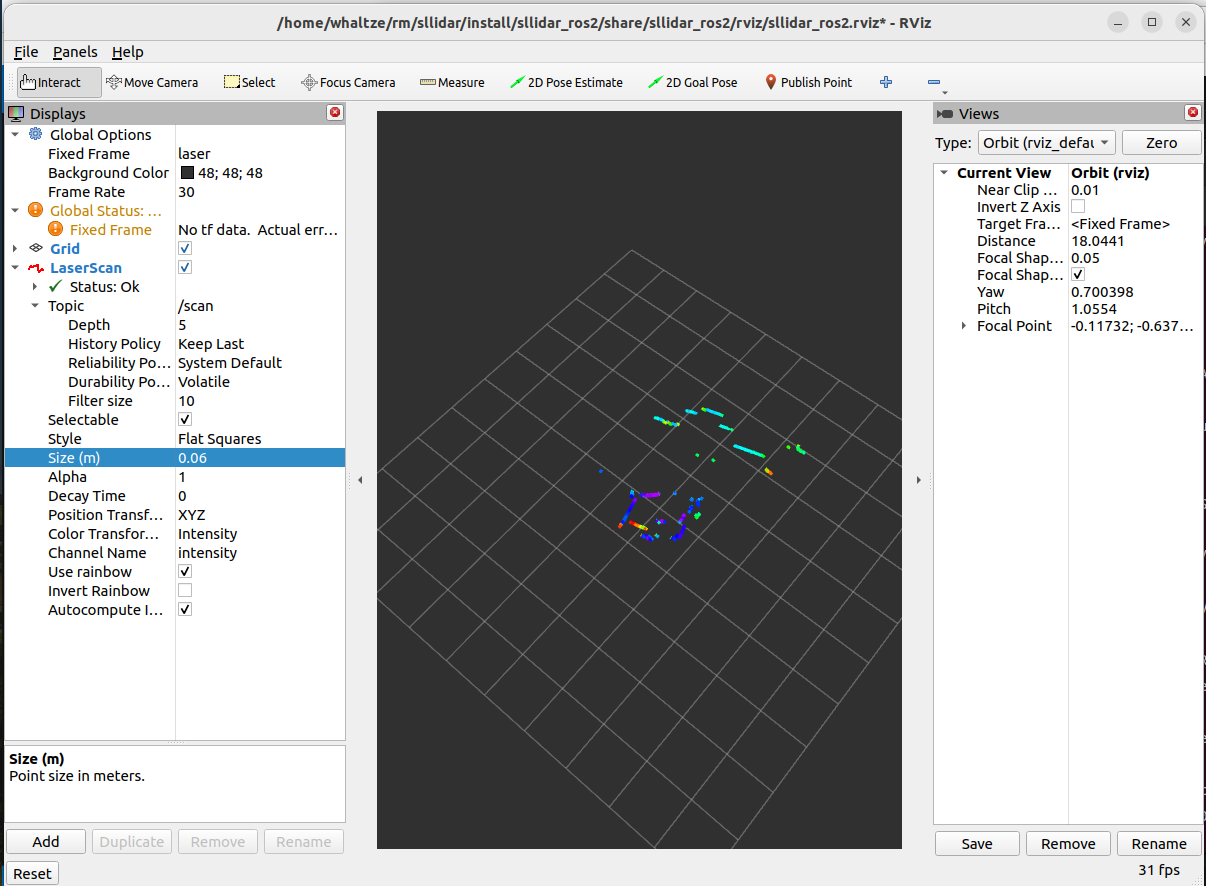 /home/whaltze/rm/sllidar/install/sllidar_ros2/share/sllidar_ros2/rviz/sllidar_ros2.rviz* - RViz
File Panels Help
Interact Move Camera Select Focus Camera Measure 2D Pose Estimate 2D Goal Pose Publish Point
Displays
Global Options
Fixed Frame laser
Background Color 48; 48; 48
Frame Rate 30
Global Status: ...
Fixed Frame No tf data. Actual err...
Grid
LaserScan
Status: Ok
Topic /scan
Depth 5
History Policy Keep Last
Reliability Po... System Default
Durability Po... Volatile
Filter size 10
Selectable
Style Flat Squares
Size (m) 0.06
Alpha 1
Decay Time 0
Position Transf... XYZ
Color Transfor... Intensity
Channel Name intensity
Use rainbow
Invert Rainbow
Autocompute I...
Size (m)
Point size in meters.
Add Duplicate Remove Rename
Reset
Views
Type: Orbit (rviz_defau Zero
Current View Orbit (rviz)
Near Clip ... 0.01
Invert Z Axis
Target Fra... <Fixed Frame>
Distance 18.0441
Focal Shap... 0.05
Focal Shap...
Yaw 0.700398
Pitch 1.0554
Focal Point -0.11732; -0.637...
Save Remove Rename
31 fps